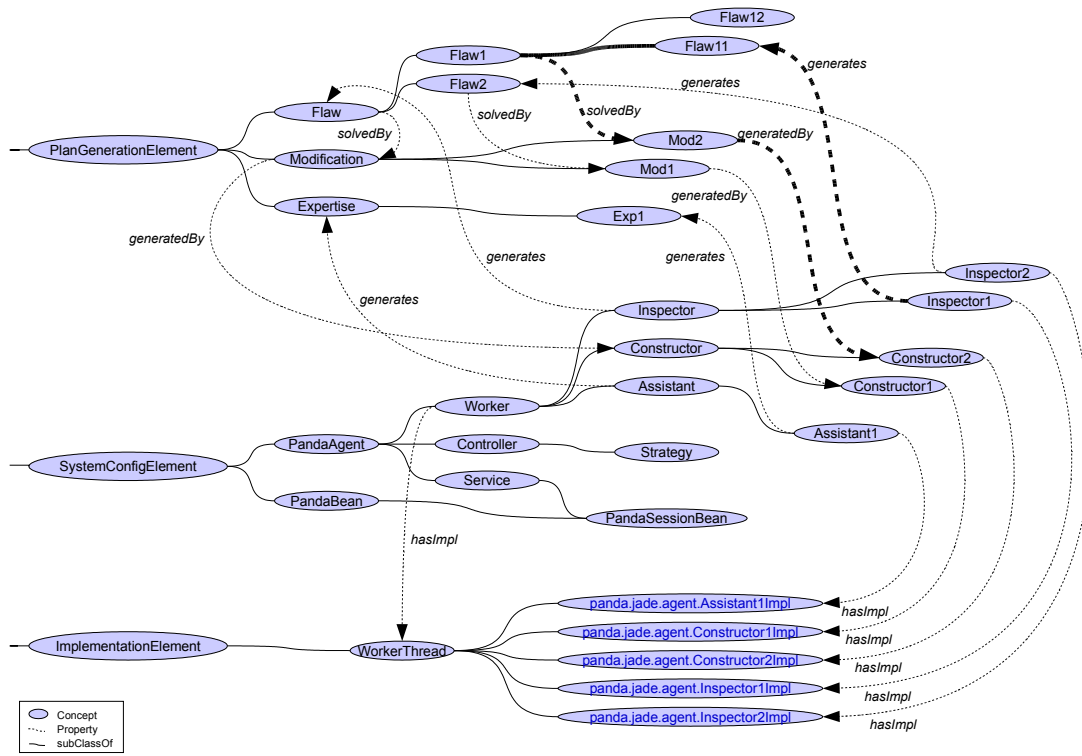 Flaw12
Flaw1
Flaw11
generates
Flaw2
generates
Flaw
solvedBy
solvedBy
Mod2
generatedBy
PlanGenerationElement
Modification
Mod1
generatedBy
Expertise
Exp1
generatedBy
generates
generates
Inspector2
generates
Inspector1
Inspector
Constructor
Constructor2
Assistant
Constructor1
Worker
Assistant1
PandaAgent
Controller
Strategy
SystemConfigElement
Service
PandaBean
PandaSessionBean
hasImpl
panda.jade.agent.Assistant1Impl
hasImpl
panda.jade.agent.Constructor1Impl
hasImpl
ImplementationElement
WorkerThread
panda.jade.agent.Constructor2Impl
hasImpl
panda.jade.agent.Inspector1Impl
hasImpl
panda.jade.agent.Inspector2Impl
hasImpl
Concept
Property
subClassOf